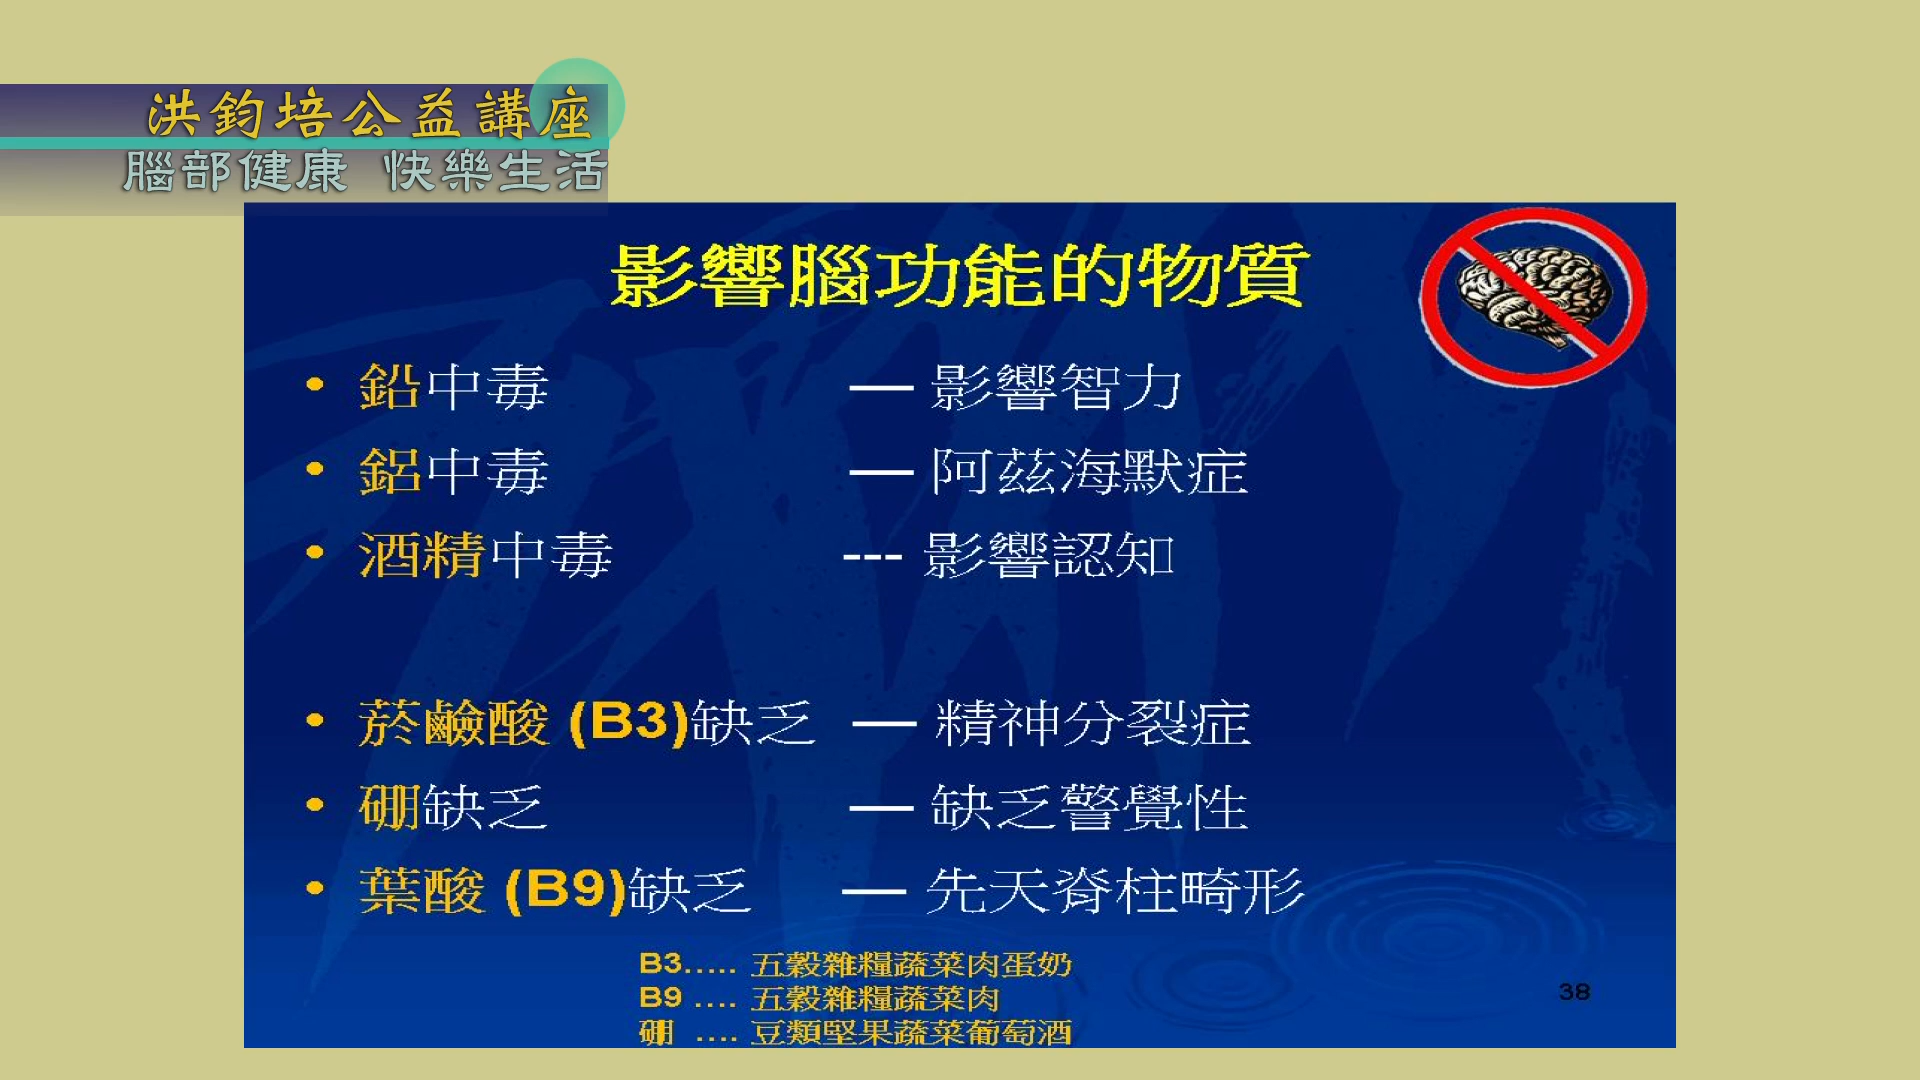 洪鈞培公益講座
腦部健康 快樂生活
影響腦功能的物質
• 鉛中毒 — 影響智力
• 鋁中毒 — 阿茲海默症
• 酒精中毒 --- 影響認知
• 菸鹼酸 (B3)缺乏 — 精神分裂症
• 硼缺乏 — 缺乏警覺性
• 葉酸 (B9)缺乏 — 先天脊柱畸形
B3..... 五穀雜糧蔬菜肉蛋奶
B9 .... 五穀雜糧蔬菜肉
硼 .... 豆類堅果蔬菜葡萄酒
38